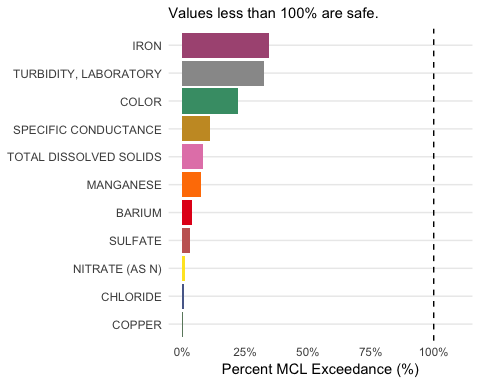 Values less than 100% are safe.
IRON
TURBIDITY, LABORATORY
COLOR
SPECIFIC CONDUCTANCE
TOTAL DISSOLVED SOLIDS
MANGANESE
BARIUM
SULFATE
NITRATE (AS N)
CHLORIDE
COPPER
0% 25% 50% 75% 100%
Percent MCL Exceedance (%)